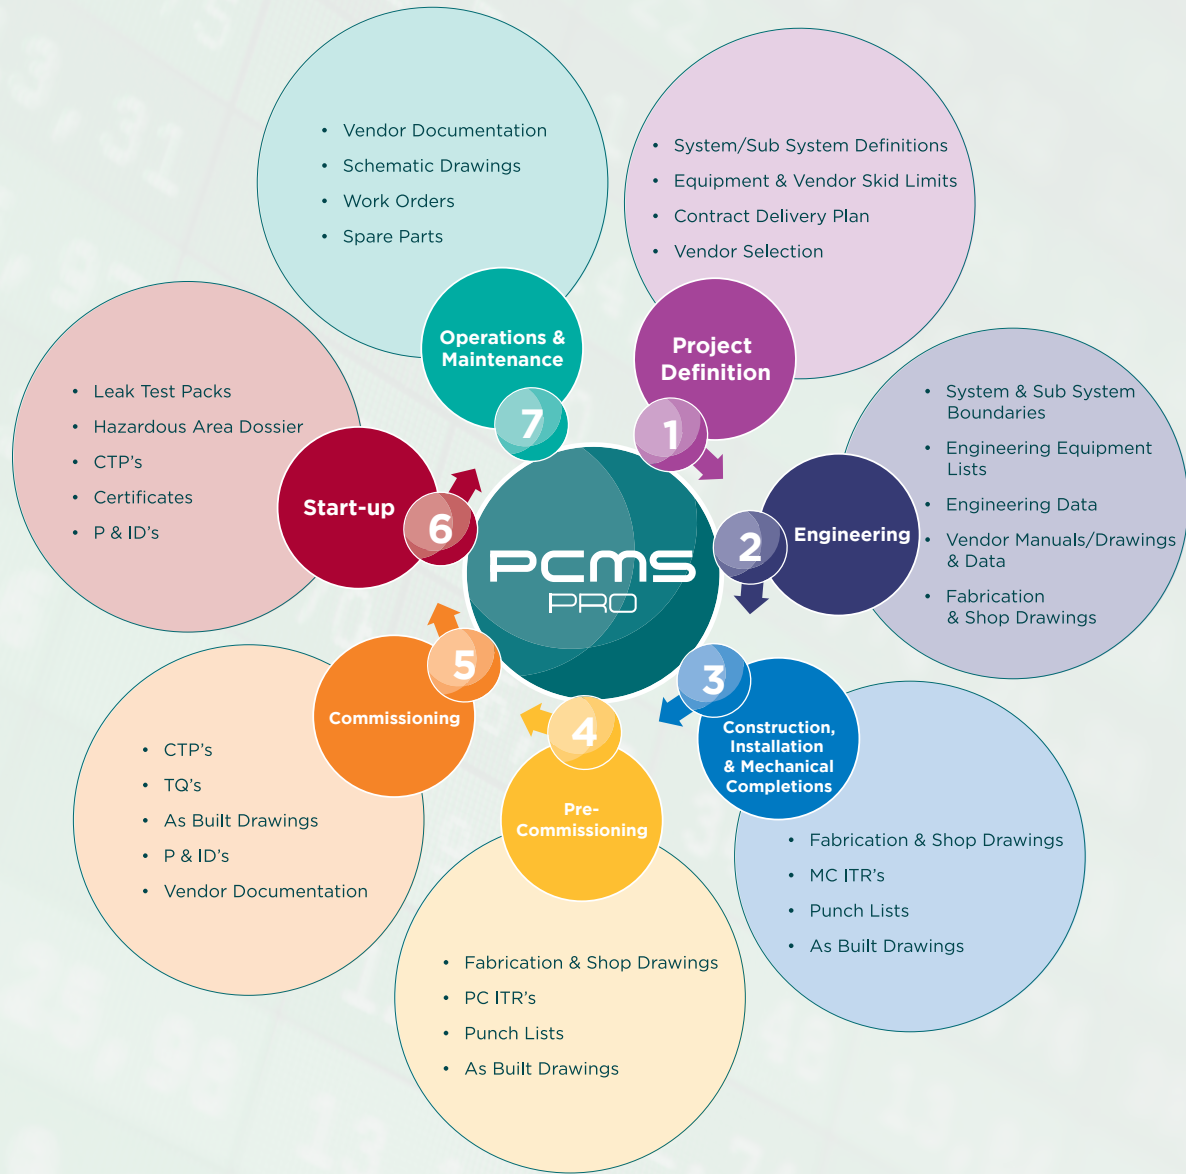 PCMS
PRO
1
Project
Definition
• System/Sub System Definitions
• Equipment & Vendor Skid Limits
• Contract Delivery Plan
• Vendor Selection
2
Engineering
• System & Sub System
Boundaries
• Engineering Equipment
Lists
• Engineering Data
• Vendor Manuals/Drawings
& Data
• Fabrication
& Shop Drawings
3
Construction,
Installation
& Mechanical
Completions
• Fabrication & Shop Drawings
• MC ITR's
• Punch Lists
• As Built Drawings
4
Pre-
Commissioning
• Fabrication & Shop Drawings
• PC ITR's
• Punch Lists
• As Built Drawings
5
Commissioning
• CTP's
• TQ's
• As Built Drawings
• P & ID's
• Vendor Documentation
6
Start-up
• Leak Test Packs
• Hazardous Area Dossier
• CTP's
• Certificates
• P & ID's
7
Operations &
Maintenance
• Vendor Documentation
• Schematic Drawings
• Work Orders
• Spare Parts